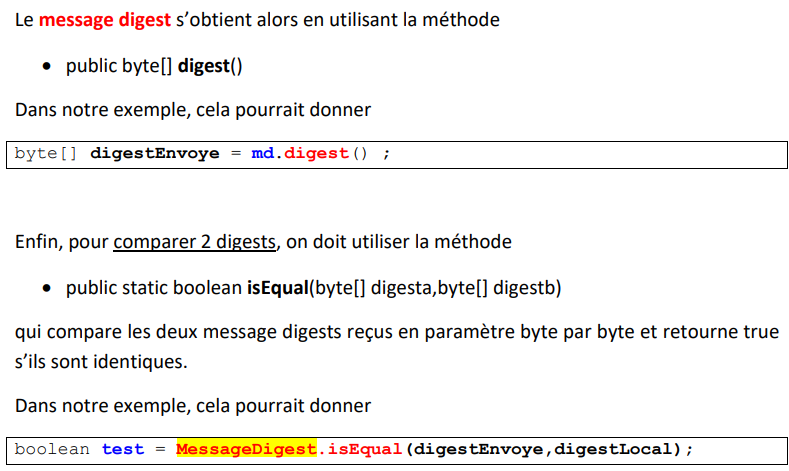 Le message digest s’obtient alors en utilisant la méthode
• public byte[] digest()
Dans notre exemple, cela pourrait donner
byte[] digestEnvoye = md.digest() ;
Enfin, pour comparer 2 digests, on doit utiliser la méthode
• public static boolean isEqual(byte[] digesta,byte[] digestb)
qui compare les deux message digests reçus en paramètre byte par byte et retourne true
s’ils sont identiques.
Dans notre exemple, cela pourrait donner
boolean test = MessageDigest.isEqual(digestEnvoye,digestLocal);